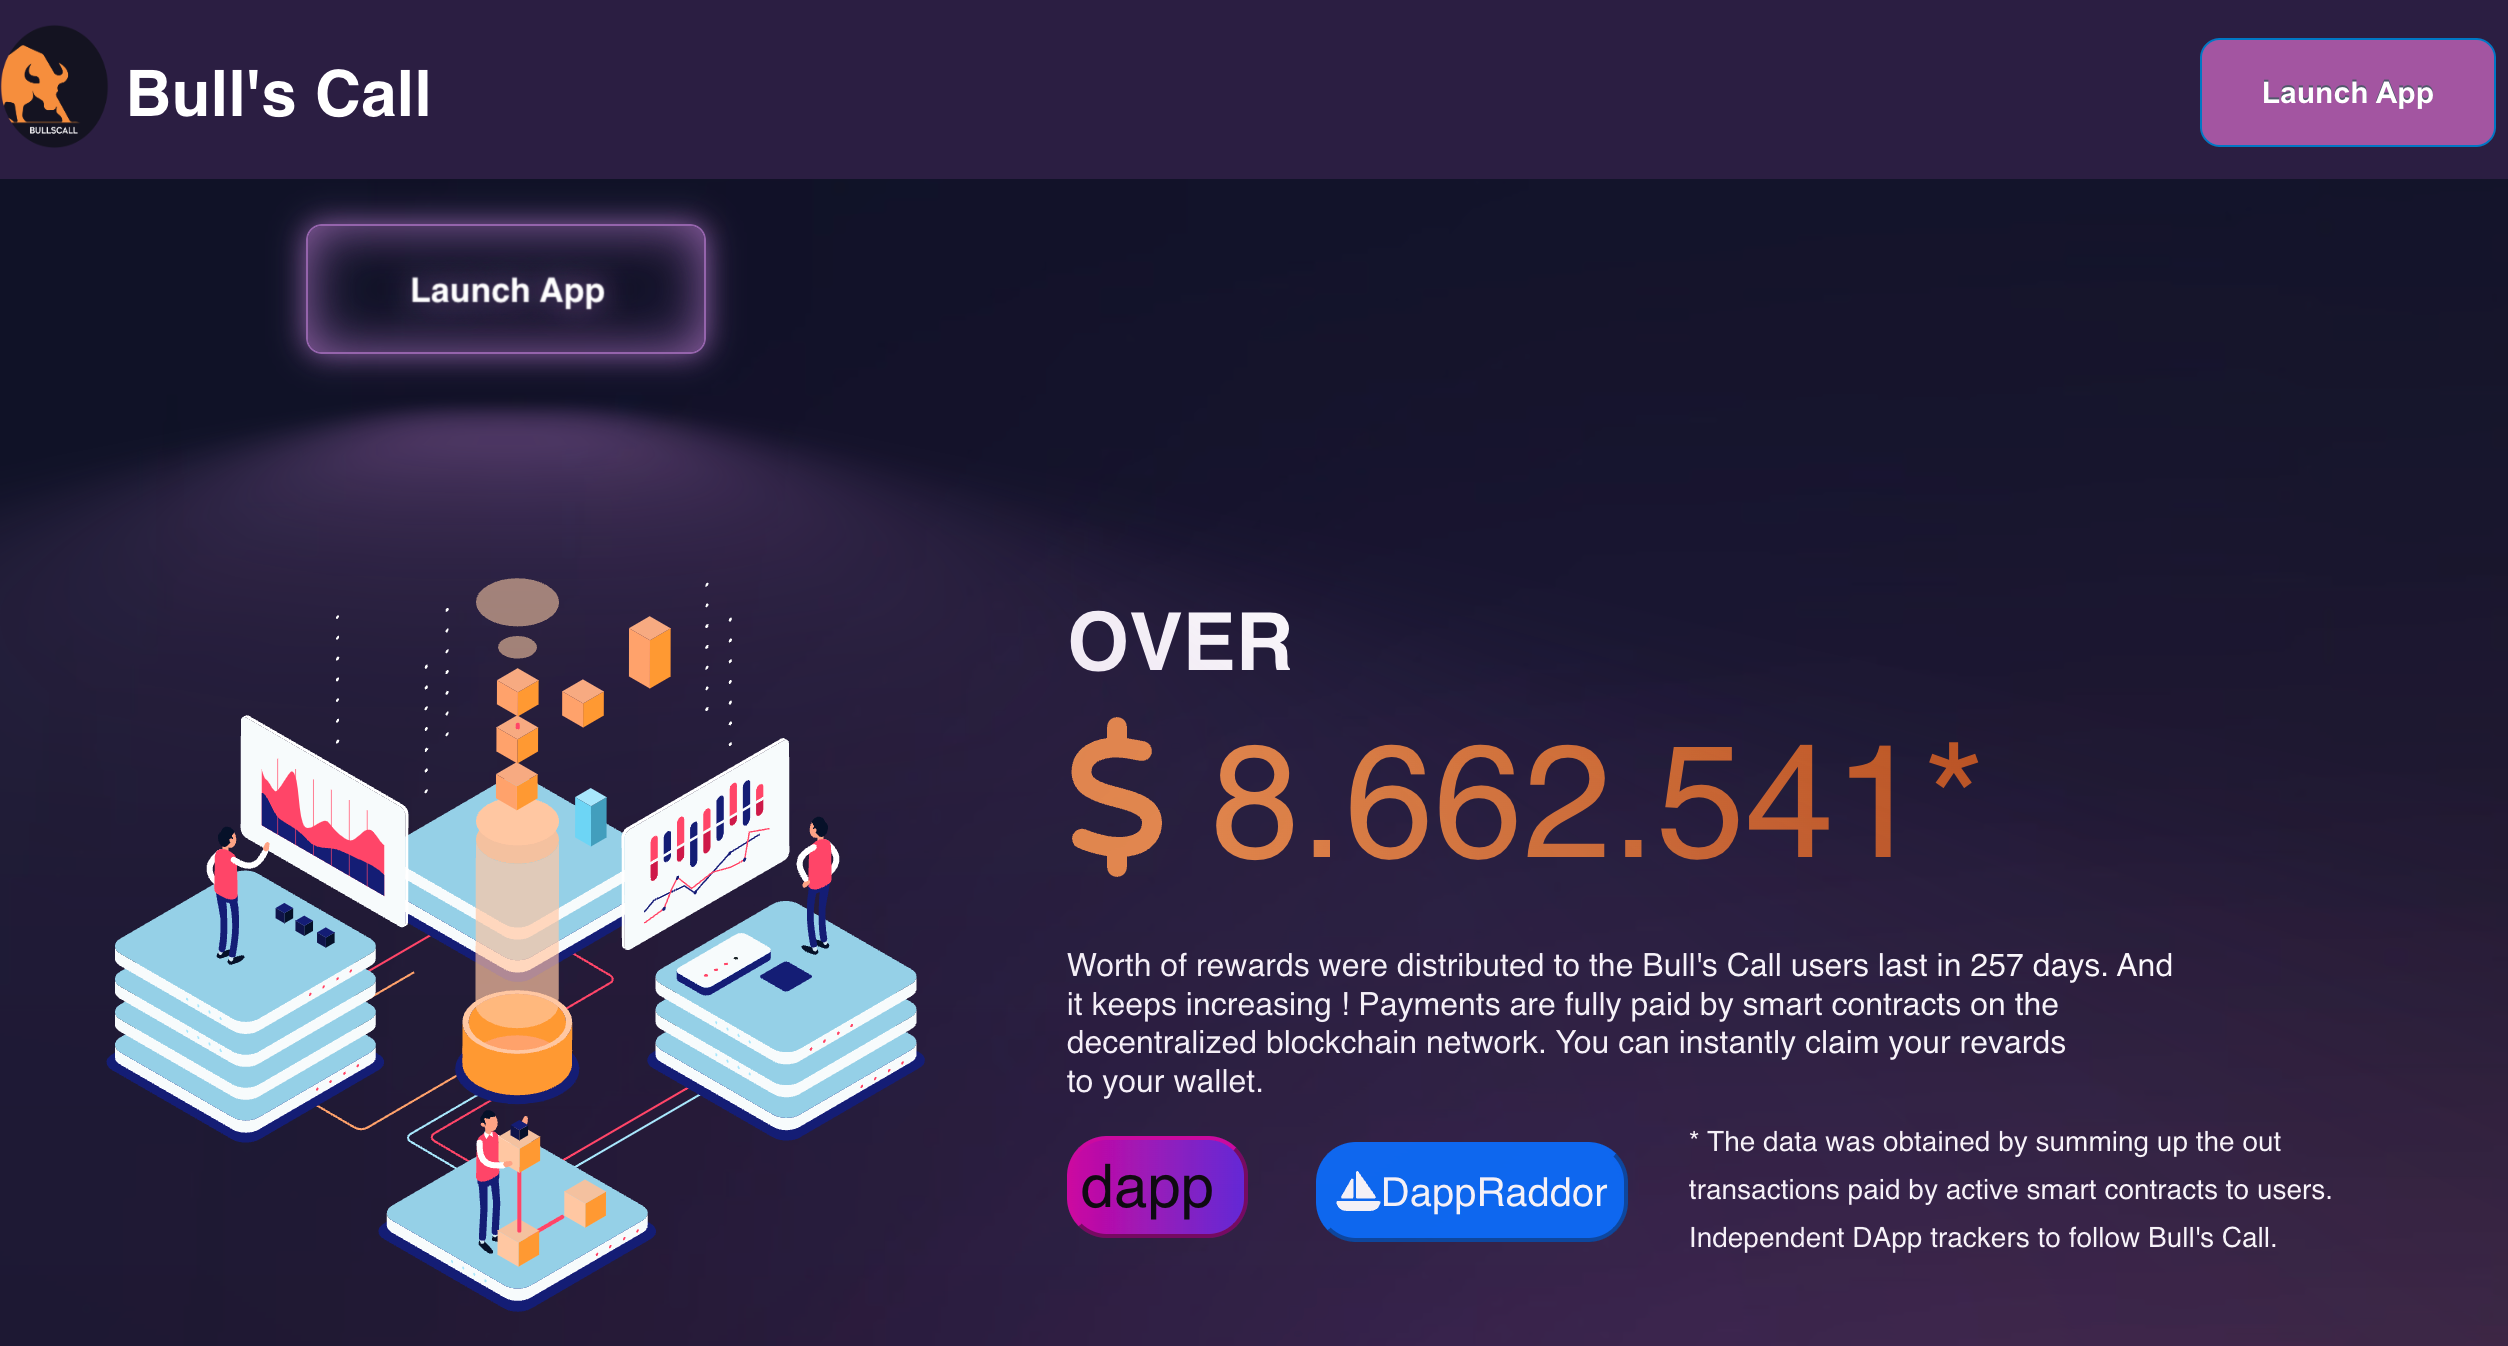 BULLSCALL
Bull's Call
Launch App
Launch App
OVER
$ 8.662.541*
Worth of rewards were distributed to the Bull's Call users last in 257 days. And
it keeps increasing ! Payments are fully paid by smart contracts on the
decentralized blockchain network. You can instantly claim your revards
to your wallet.
dapp
DappRaddor
* The data was obtained by summing up the out
transactions paid by active smart contracts to users.
Independent DApp trackers to follow Bull's Call.